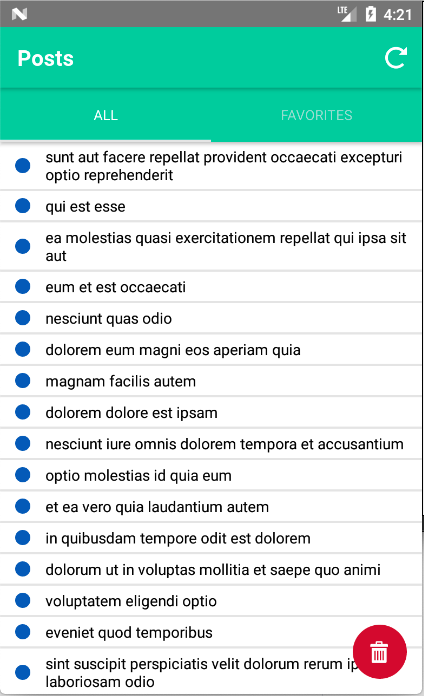 LTE 4:21
Posts
ALL FAVORITES
sunt aut facere repellat provident occaecati excepturi
optio reprehenderit
qui est esse
ea molestias quasi exercitationem repellat qui ipsa sit
aut
eum et est occaecati
nesciunt quas odio
dolorem eum magni eos aperiam quia
magnam facilis autem
dolorem dolore est ipsam
nesciunt iure omnis dolorem tempora et accusantium
optio molestias id quia eum
et ea vero quia laudantium autem
in quibusdam tempore odit est dolorem
dolorum ut in voluptas mollitia et saepe quo animi
voluptatem eligendi optio
eveniet quod temporibus
sint suscipit perspiciatis velit dolorum rerum
laboriosam odio